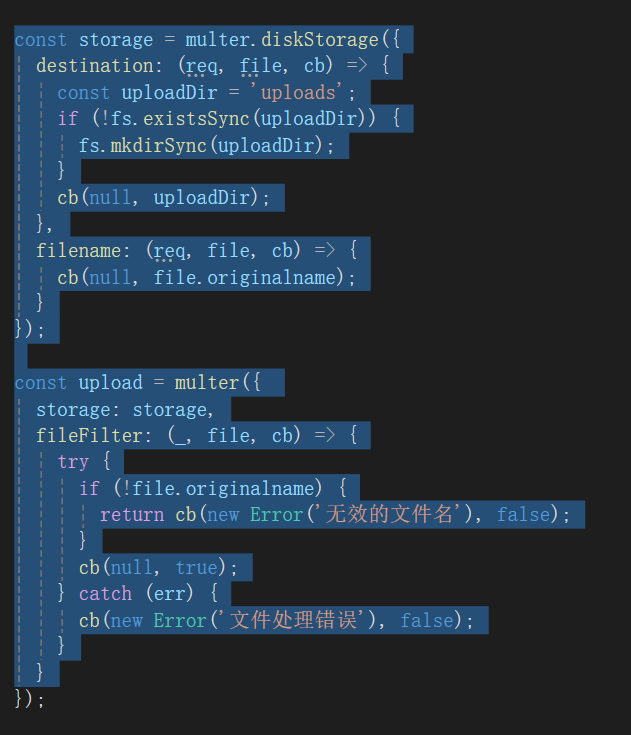 const storage = multer.diskStorage({
  destination: (req, file, cb) => {
    const uploadDir = 'uploads';
    if (!fs.existsSync(uploadDir)) {
      fs.mkdirSync(uploadDir);
    }
    cb(null, uploadDir);
  },
  filename: (req, file, cb) => {
    cb(null, file.originalname);
  }
});

const upload = multer({
  storage: storage,
  fileFilter: (_, file, cb) => {
    try {
      if (!file.originalname) {
        return cb(new Error('无效的文件名'), false);
      }
      cb(null, true);
    } catch (err) {
      cb(new Error('文件处理错误'), false);
    }
  }
});